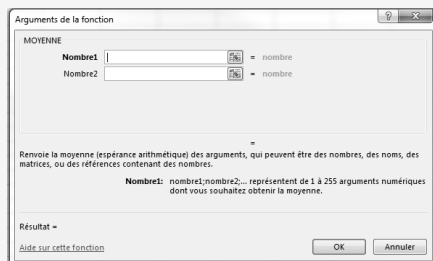 Arguments de la fonction
MOYENNE
Nombre1 = nombre
Nombre2 = nombre
=
Renvoie la moyenne (espérance arithmétique) des arguments, qui peuvent être des nombres, des noms, des
matrices, ou des références contenant des nombres.
Nombre1: nombre1;nombre2;... représentent de 1 à 255 arguments numériques
dont vous souhaitez obtenir la moyenne.
Résultat =
Aide sur cette fonction
OK Annuler